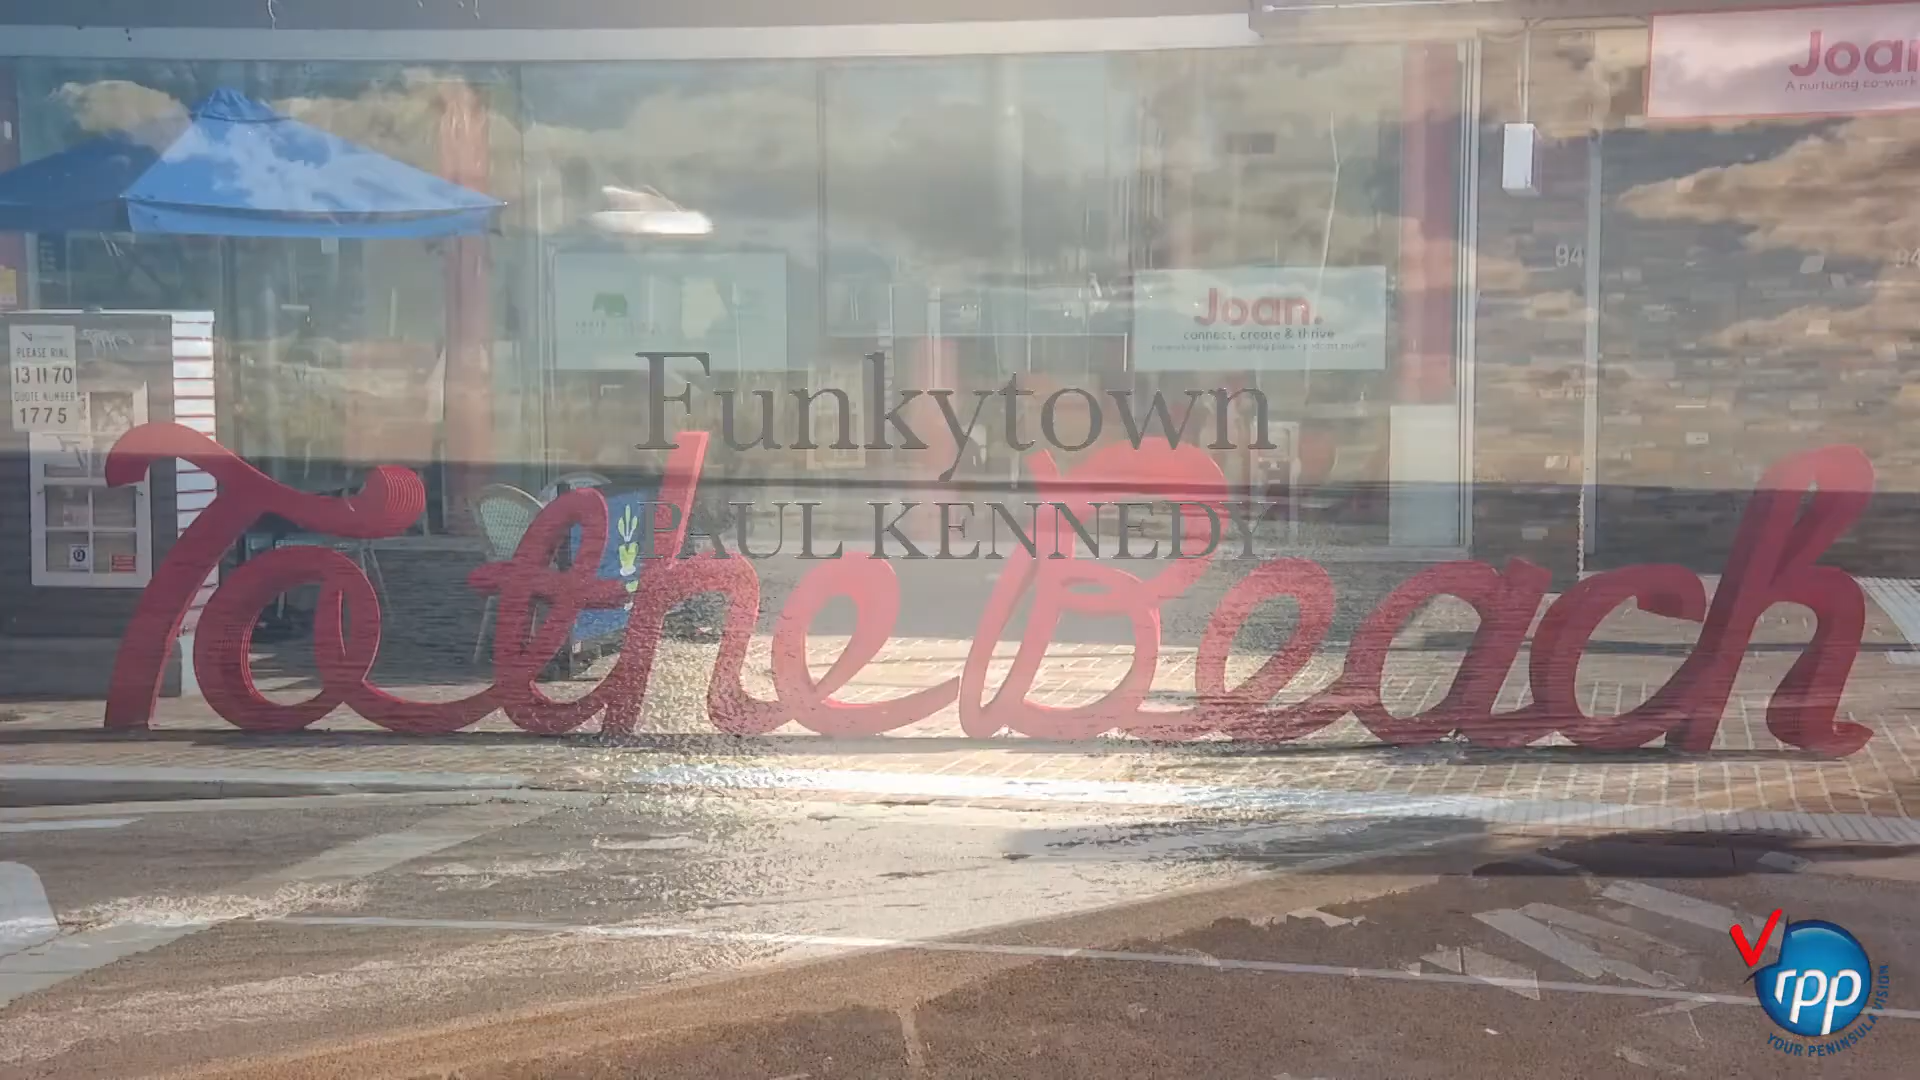 Joan
A nurturing co-work
94
94
Joan.
connect, create & thrive
PLEASE RING
13 11 70
QUOTE NUMBER
1775
Funkytown
PAUL KENNEDY
To the Beach
rpp
YOUR PENINSULA VISION